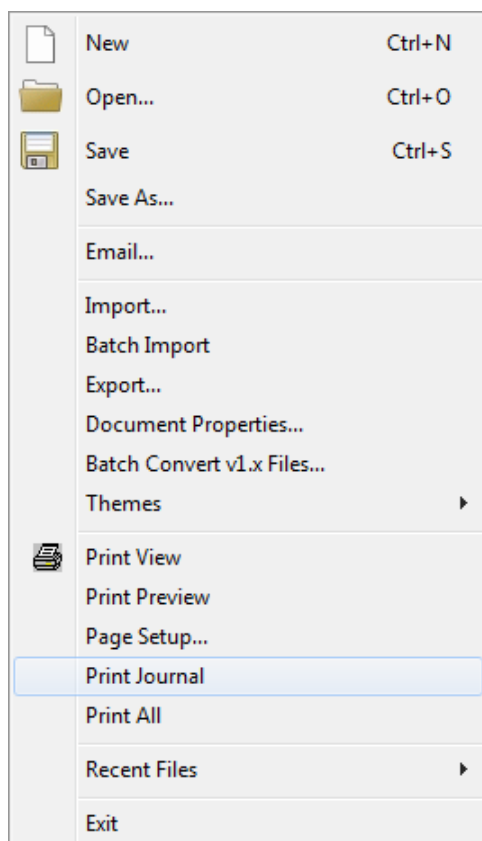 New Ctrl+N
Open... Ctrl+O
Save Ctrl+S
Save As...
Email...
Import...
Batch Import
Export...
Document Properties...
Batch Convert v1.x Files...
Themes
Print View
Print Preview
Page Setup...
Print Journal
Print All
Recent Files
Exit